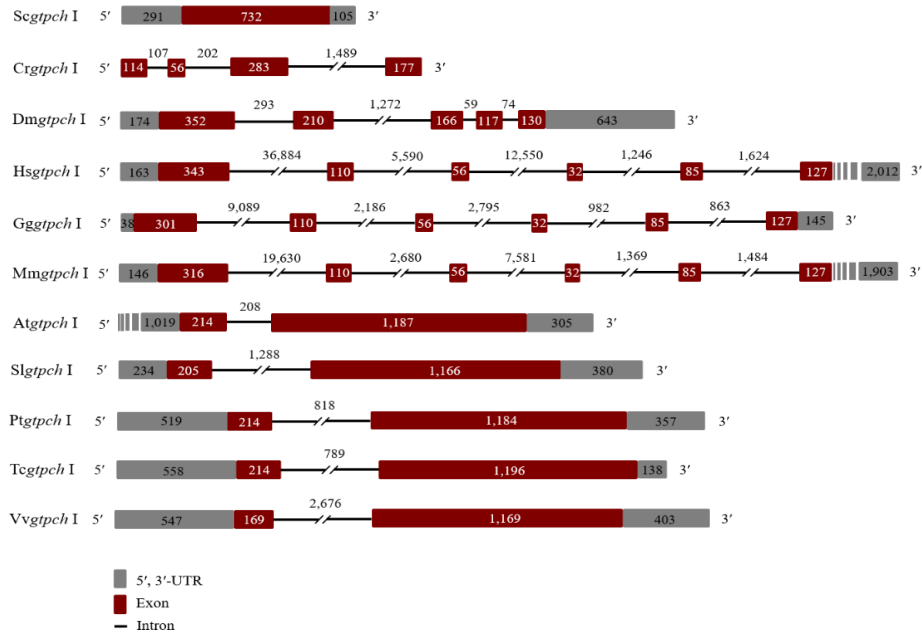 Scgtpch I 5′ 291 732 105 3′
107 202 1,489
Crgtpch I 5′ 114 56 283 177 3′
293 1,272 59 74
Dmgtpch I 5′ 174 352 210 166 117 130 643 3′
36,884 5,590 12,550 1,246 1,624
Hsgtpch I 5′ 163 343 110 56 32 85 127 2,012 3′
9,089 2,186 2,795 982 863
Gggtpch I 5′ 38 301 110 56 32 85 127 145 3′
19,630 2,680 7,581 1,369 1,484
Mmgtpch I 5′ 146 316 110 56 32 85 127 1,903 3′
208
Atgtpch I 5′ 1,019 214 1,187 305 3′
1,288
Slgtpch I 5′ 234 205 1,166 380 3′
818
Ptgtpch I 5′ 519 214 1,184 357 3′
789
Tcgtpch I 5′ 558 214 1,196 138 3′
2,676
Vvgtpch I 5′ 547 169 1,169 403 3′
5′, 3′-UTR
Exon
Intron